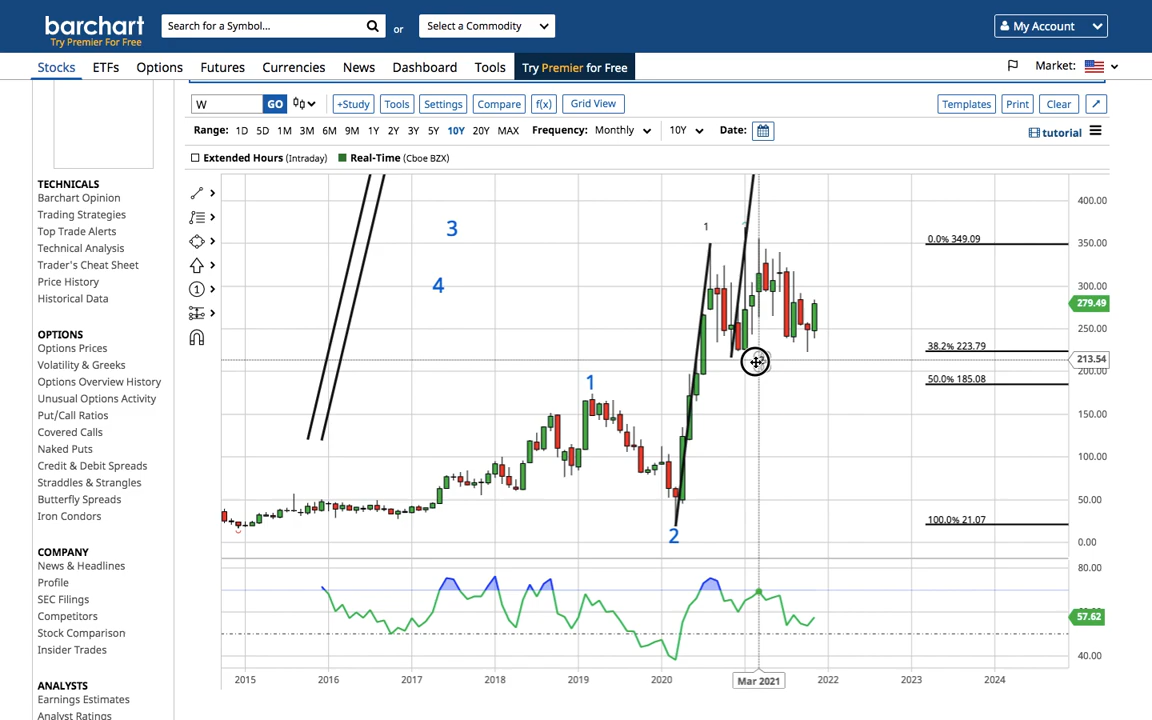 barchart
Try Premier For Free
Search for a Symbol...
or
Select a Commodity
My Account
Stocks ETFs Options Futures Currencies News Dashboard Tools Try Premier for Free
Market:
W GO +Study Tools Settings Compare f(x) Grid View Templates Print Clear
Range: 1D 5D 1M 3M 6M 9M 1Y 2Y 3Y 5Y 10Y 20Y MAX Frequency: Monthly 10Y Date: tutorial
Extended Hours (Intraday) Real-Time (Cboe BZX)
TECHNICALS
Barchart Opinion
Trading Strategies
Top Trade Alerts
Technical Analysis
Trader's Cheat Sheet
Price History
Historical Data
OPTIONS
Options Prices
Volatility & Greeks
Options Overview History
Unusual Options Activity
Put/Call Ratios
Covered Calls
Naked Puts
Credit & Debit Spreads
Straddles & Strangles
Butterfly Spreads
Iron Condors
COMPANY
News & Headlines
Profile
SEC Filings
Competitors
Stock Comparison
Insider Trades
ANALYSTS
Earnings Estimates
Analyst Ratings
1
3
4
1
1
2
0.0% 349.09
38.2% 223.79
50.0% 185.08
100.0% 21.07
400.00
350.00
300.00
279.49
250.00
213.54
200.00
150.00
100.00
50.00
0.00
80.00
57.62
40.00
2015 2016 2017 2018 2019 2020 Mar 2021 2022 2023 2024